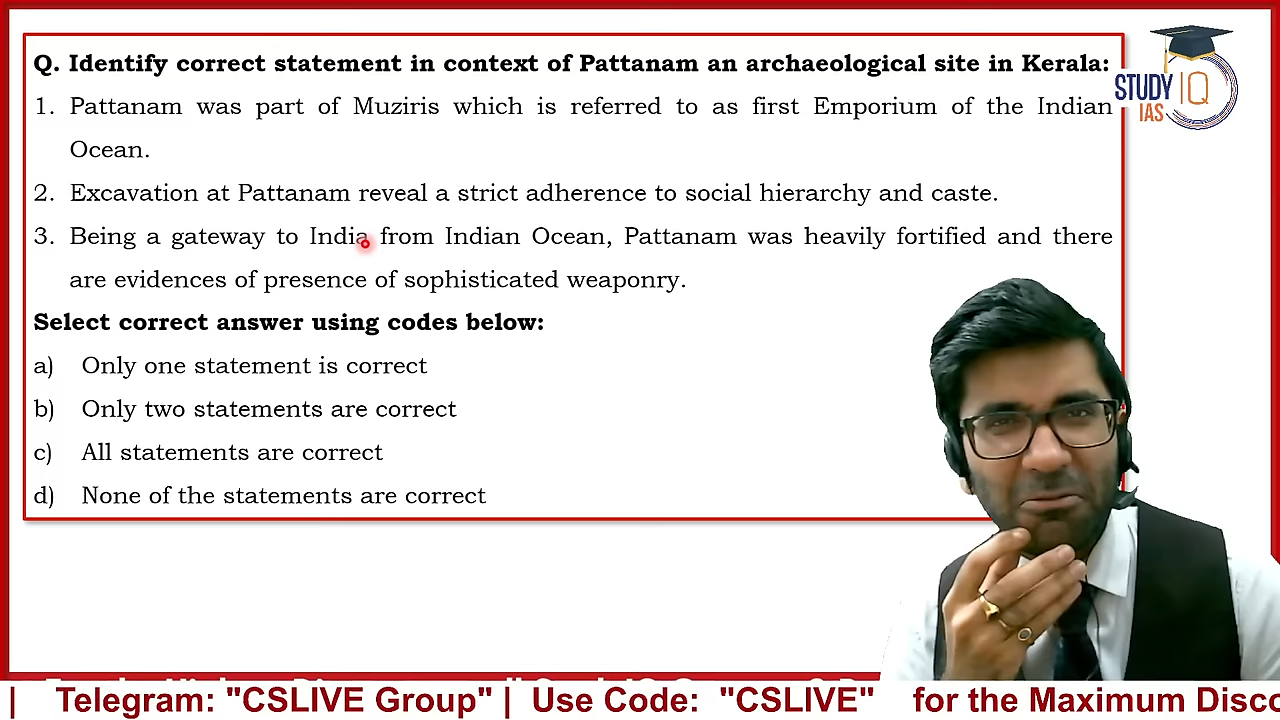 Q. Identify correct statement in context of Pattanam an archaeological site in Kerala:
1. Pattanam was part of Muziris which is referred to as first Emporium of the Indian
Ocean.
2. Excavation at Pattanam reveal a strict adherence to social hierarchy and caste.
3. Being a gateway to India from Indian Ocean, Pattanam was heavily fortified and there
are evidences of presence of sophisticated weaponry.
Select correct answer using codes below:
a) Only one statement is correct
b) Only two statements are correct
c) All statements are correct
d) None of the statements are correct
STUDY IQ
IAS
| Telegram: "CSLIVE Group" | Use Code: "CSLIVE" for the Maximum Disco